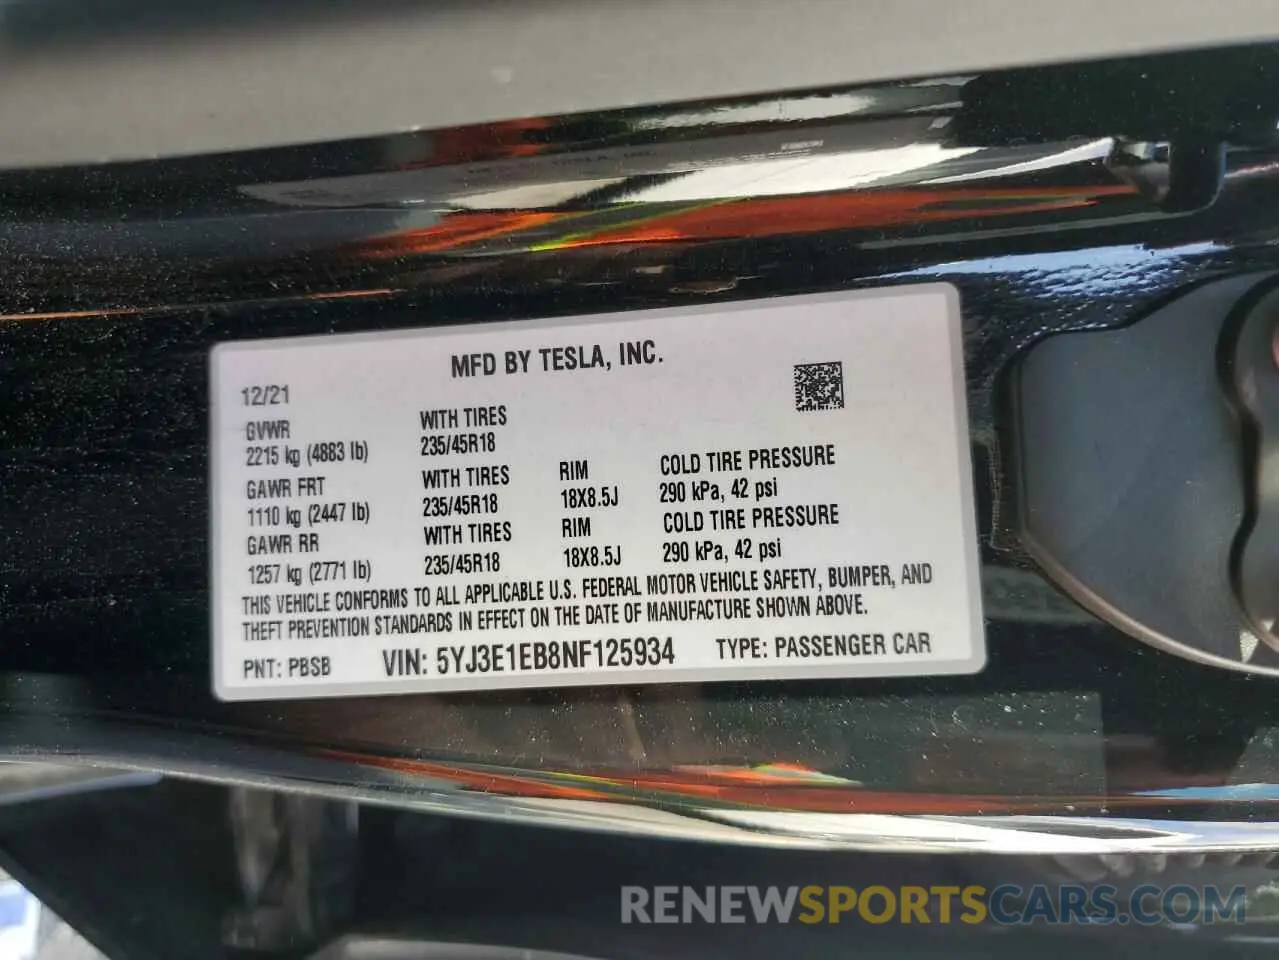 MFD BY TESLA, INC.
12/21
GVWR WITH TIRES
2215 kg (4883 lb) 235/45R18
GAWR FRT WITH TIRES RIM COLD TIRE PRESSURE
1110 kg (2447 lb) 235/45R18 18X8.5J 290 kPa, 42 psi
GAWR RR WITH TIRES RIM COLD TIRE PRESSURE
1257 kg (2771 lb) 235/45R18 18X8.5J 290 kPa, 42 psi
THIS VEHICLE CONFORMS TO ALL APPLICABLE U.S. FEDERAL MOTOR VEHICLE SAFETY, BUMPER, AND
THEFT PREVENTION STANDARDS IN EFFECT ON THE DATE OF MANUFACTURE SHOWN ABOVE.
PNT: PBSB VIN: 5YJ3E1EB8NF125934 TYPE: PASSENGER CAR
RENEWSPORTSCARS.COM